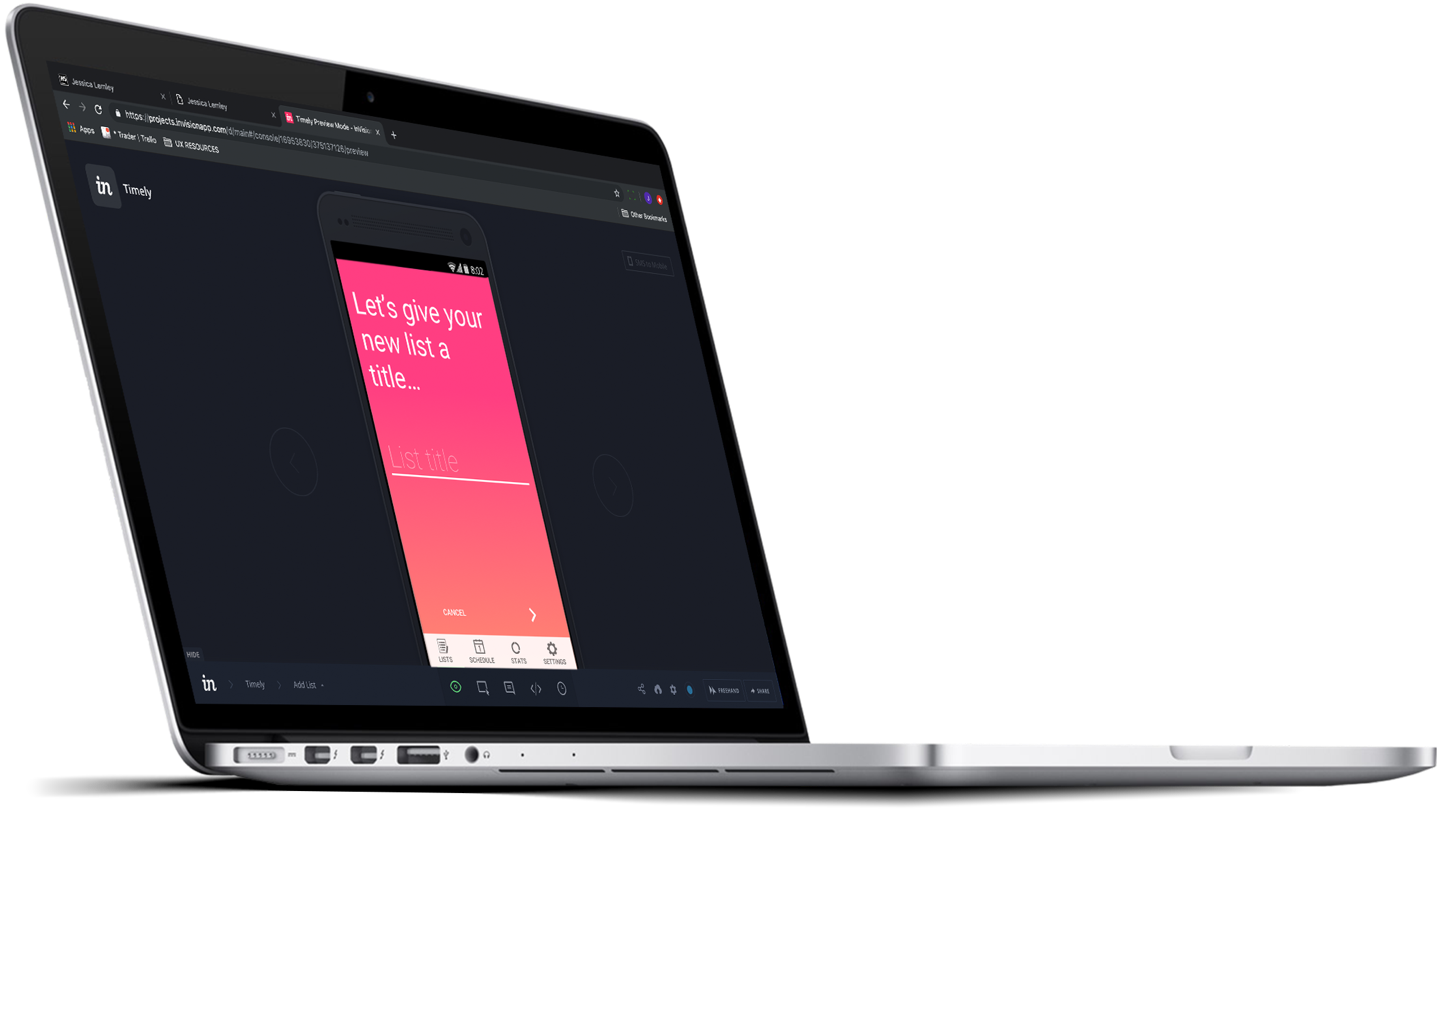 Jessica Lemley
Jessica Lemley
Timely Preview Mode - InVision
https://projects.invisionapp.com/d/main#/console/16953830/375137126/preview
Apps
* Trader | Trello
UX RESOURCES
Other Bookmarks
in Timely
8:02
Let's give your
new list a
title...
List title
CANCEL
LISTS
SCHEDULE
STATS
SETTINGS
HIDE
in
Timely
Add List
FREEHAND
SHARE